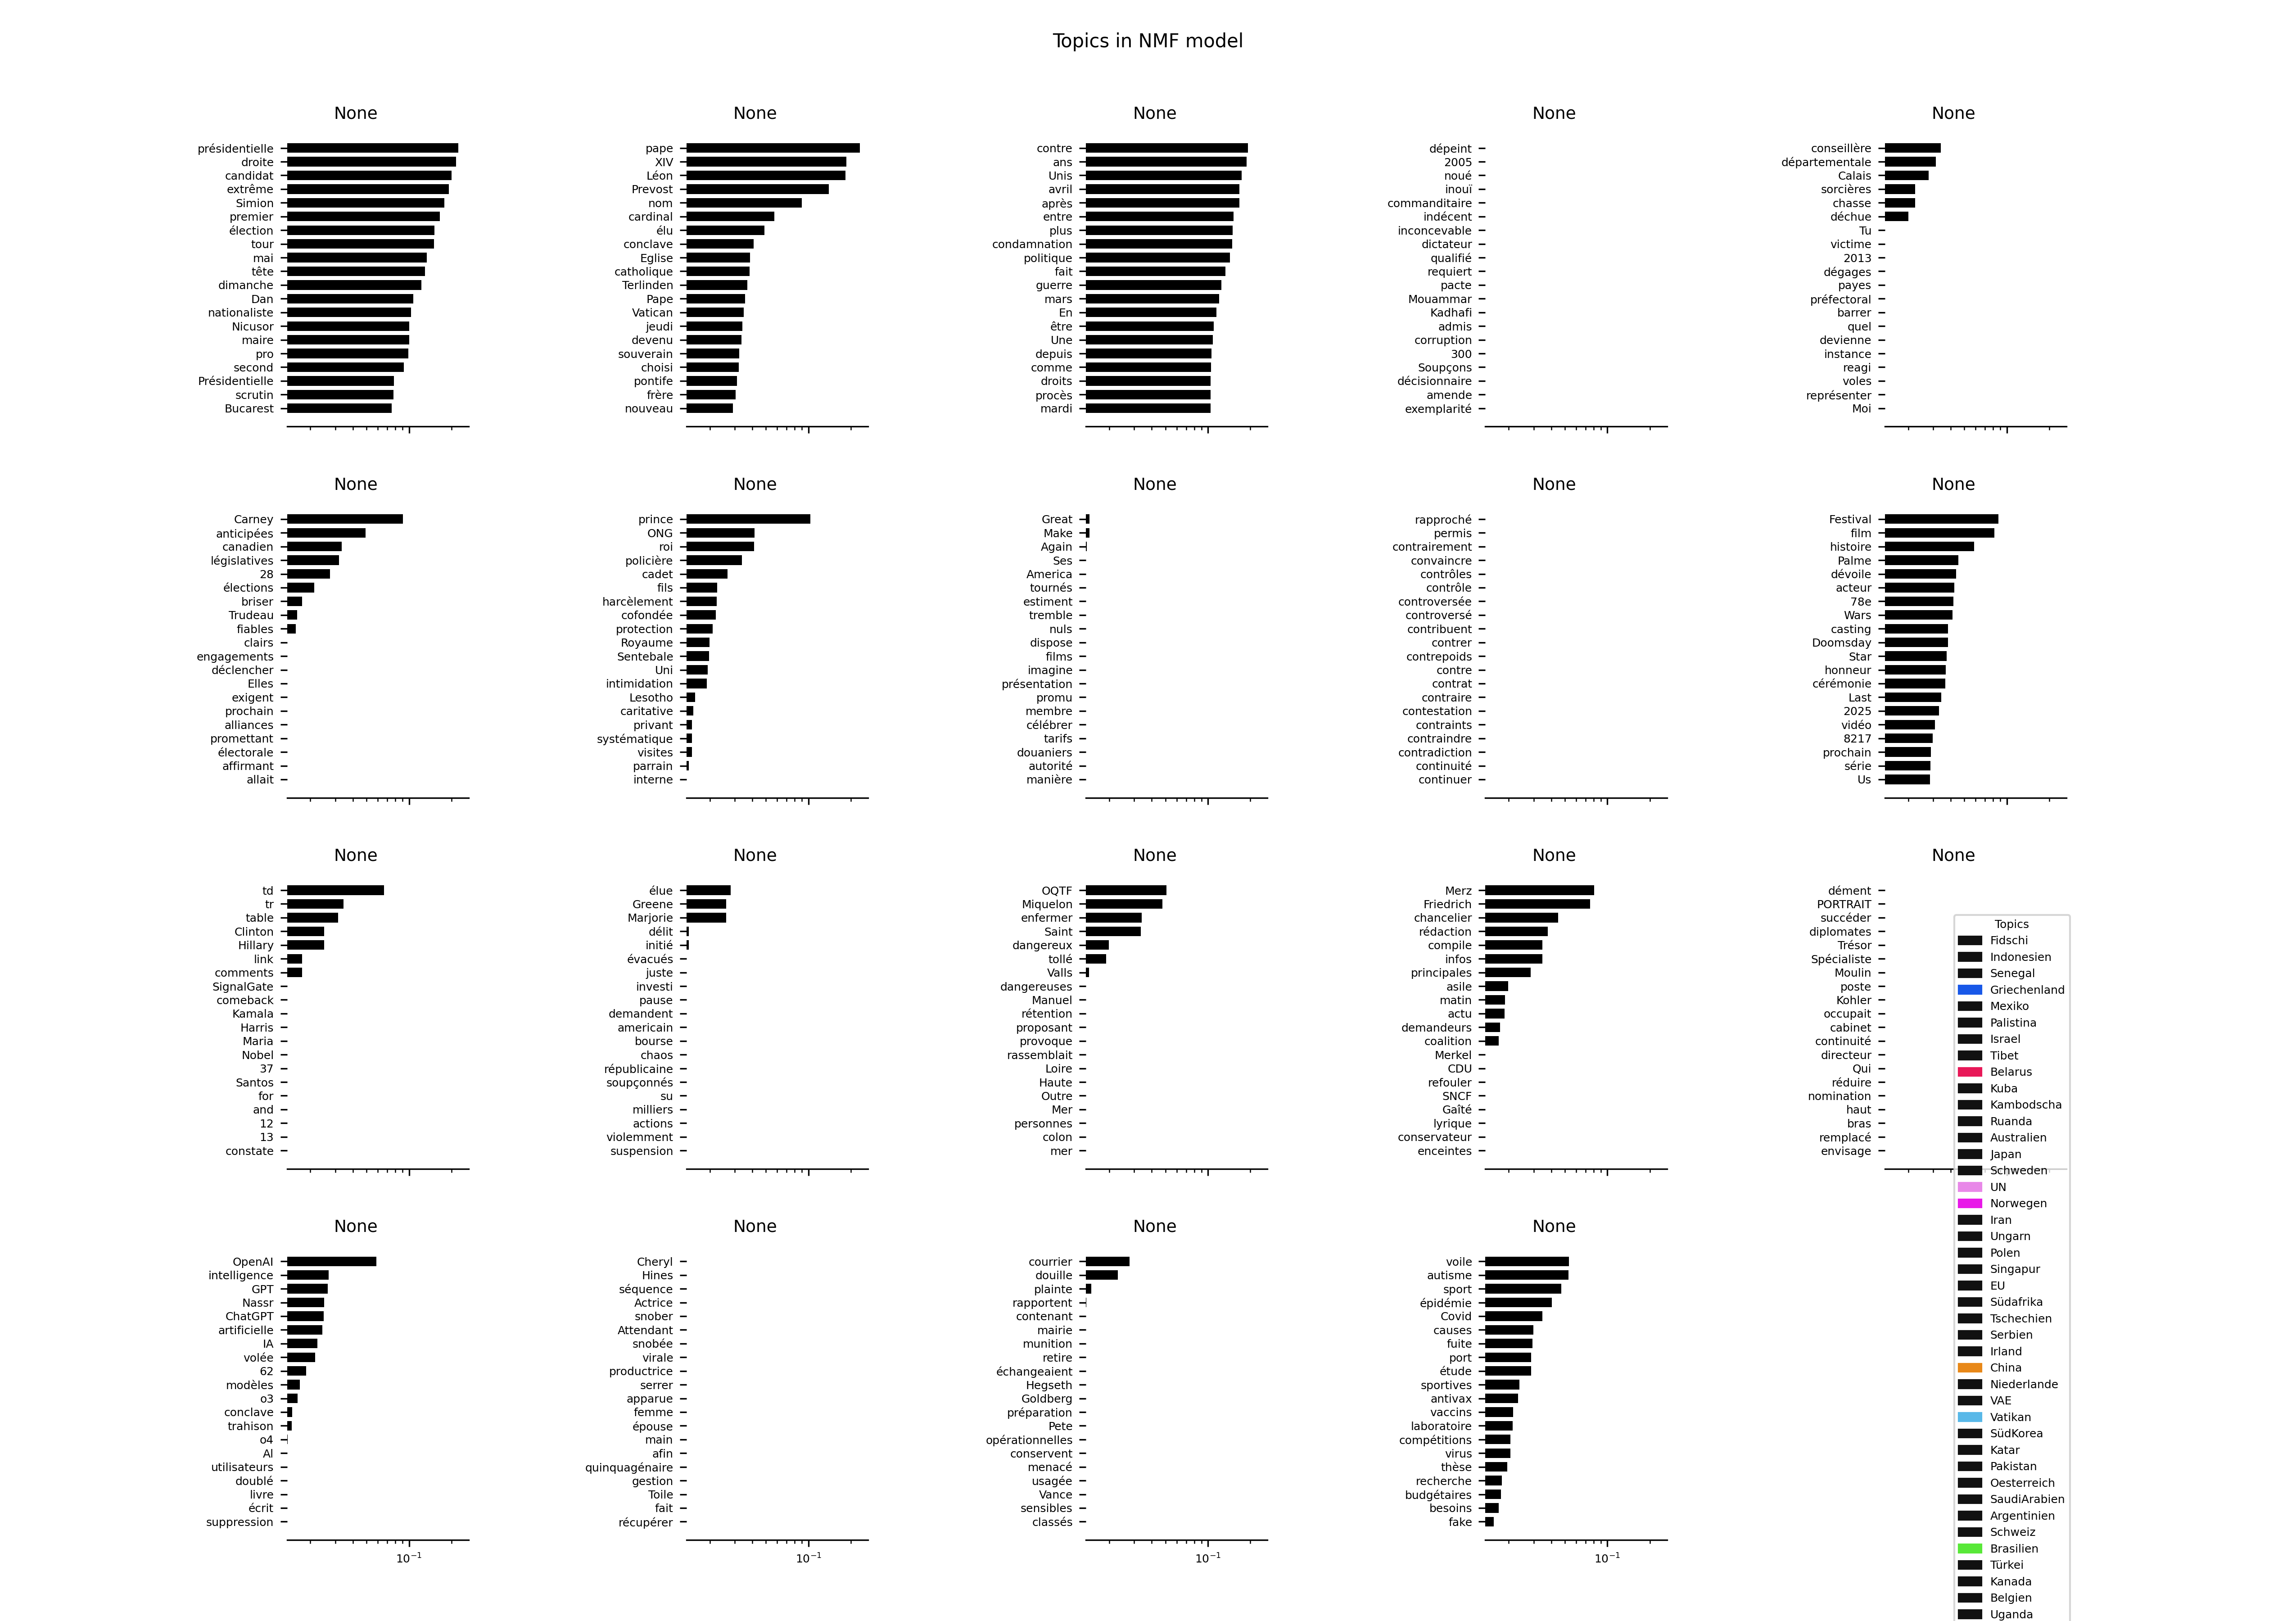 Topics in NMF model
None
présidentielle
droite
candidat
extrême
Simion
premier
élection
tour
mai
tête
dimanche
Dan
nationaliste
Nicusor
maire
pro
second
Présidentielle
scrutin
Bucarest
None
pape
XIV
Léon
Prevost
nom
cardinal
élu
conclave
Eglise
catholique
Terlinden
Pape
Vatican
jeudi
devenu
souverain
choisi
pontife
frère
nouveau
None
contre
ans
Unis
avril
après
entre
plus
condamnation
politique
fait
guerre
mars
En
être
Une
depuis
comme
droits
procès
mardi
None
dépeint
2005
noué
inouï
commanditaire
indécent
inconcevable
dictateur
qualifié
requiert
pacte
Mouammar
Kadhafi
admis
corruption
300
Soupçons
décisionnaire
amende
exemplarité
None
conseillère
départementale
Calais
sorcières
chasse
déchue
Tu
victime
2013
dégages
payes
préfectoral
barrer
quel
devienne
instance
reagi
voles
représenter
Moi
None
Carney
anticipées
canadien
législatives
28
élections
briser
Trudeau
fiables
clairs
engagements
déclencher
Elles
exigent
prochain
alliances
promettant
électorale
affirmant
allait
None
prince
ONG
roi
policière
cadet
fils
harcèlement
cofondée
protection
Royaume
Sentebale
Uni
intimidation
Lesotho
caritative
privant
systématique
visites
parrain
interne
None
Great
Make
Again
Ses
America
tournés
estiment
tremble
nuls
dispose
films
imagine
présentation
promu
membre
célébrer
tarifs
douaniers
autorité
manière
None
rapproché
permis
contrairement
convaincre
contrôles
contrôle
controversée
controversé
contribuent
contrer
contrepoids
contre
contrat
contraire
contestation
contraints
contraindre
contradiction
continuité
continuer
None
Festival
film
histoire
Palme
dévoile
acteur
78e
Wars
casting
Doomsday
Star
honneur
cérémonie
Last
2025
vidéo
8217
prochain
série
Us
None
td
tr
table
Clinton
Hillary
link
comments
SignalGate
comeback
Kamala
Harris
Maria
Nobel
37
Santos
for
and
12
13
constate
None
élue
Greene
Marjorie
délit
initié
évacués
juste
investi
pause
demandent
americain
bourse
chaos
républicaine
soupçonnés
su
milliers
actions
violemment
suspension
None
OQTF
Miquelon
enfermer
Saint
dangereux
tollé
Valls
dangereuses
Manuel
rétention
proposant
provoque
rassemblait
Loire
Haute
Outre
Mer
personnes
colon
mer
None
Merz
Friedrich
chancelier
rédaction
compile
infos
principales
asile
matin
actu
demandeurs
coalition
Merkel
CDU
refouler
SNCF
Gaîté
lyrique
conservateur
enceintes
None
dément
PORTRAIT
succéder
diplomates
Trésor
Spécialiste
Moulin
poste
Kohler
occupait
cabinet
continuité
directeur
Qui
réduire
nomination
haut
bras
remplacé
envisage
None
OpenAI
intelligence
GPT
Nassr
ChatGPT
artificielle
IA
volée
62
modèles
o3
conclave
trahison
o4
AI
utilisateurs
doublé
livre
écrit
suppression
10⁻¹
None
Cheryl
Hines
séquence
Actrice
snober
Attendant
snobée
virale
productrice
serrer
apparue
femme
épouse
main
afin
quinquagénaire
gestion
Toile
fait
récupérer
10⁻¹
None
courrier
douille
plainte
rapportent
contenant
mairie
munition
retire
échangeaient
Hegseth
Goldberg
préparation
Pete
opérationnelles
conservent
menacé
usagée
Vance
sensibles
classés
10⁻¹
None
voile
autisme
sport
épidémie
Covid
causes
fuite
port
étude
sportives
antivax
vaccins
laboratoire
compétitions
virus
thèse
recherche
budgétaires
besoins
fake
10⁻¹
Topics
Fidschi
Indonesien
Senegal
Griechenland
Mexiko
Palistina
Israel
Tibet
Belarus
Kuba
Kambodscha
Ruanda
Australien
Japan
Schweden
UN
Norwegen
Iran
Ungarn
Polen
Singapur
EU
Südafrika
Tschechien
Serbien
Irland
China
Niederlande
VAE
Vatikan
SüdKorea
Katar
Pakistan
Oesterreich
SaudiArabien
Argentinien
Schweiz
Brasilien
Türkei
Kanada
Belgien
Uganda